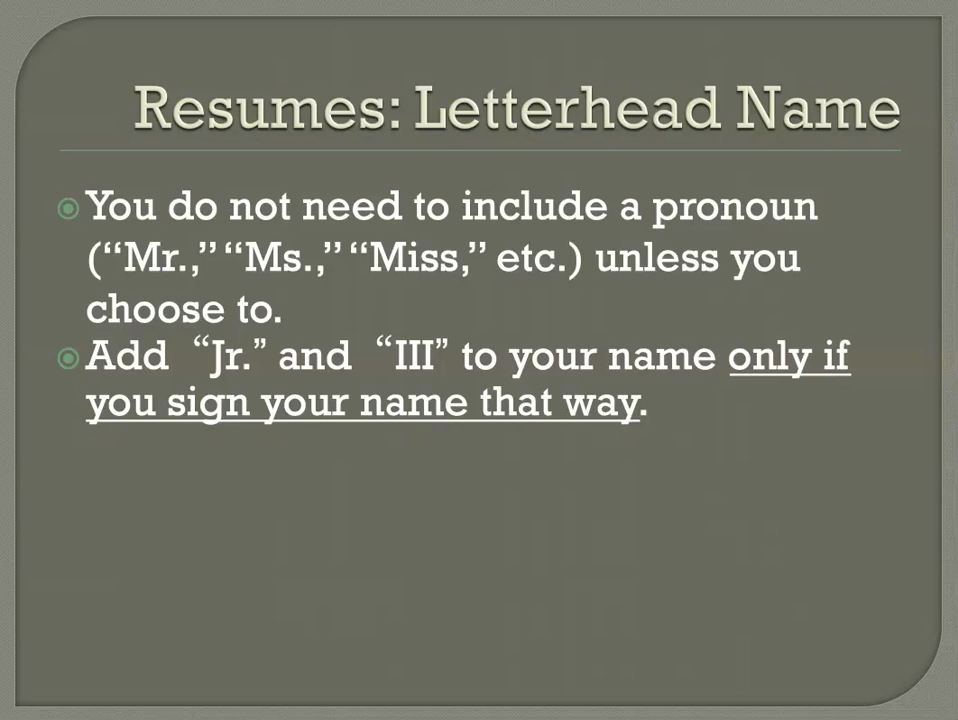 Resumes: Letterhead Name
You do not need to include a pronoun
(“Mr.,” “Ms.,” “Miss,” etc.) unless you
choose to.
Add “Jr.” and “III” to your name only if
you sign your name that way.